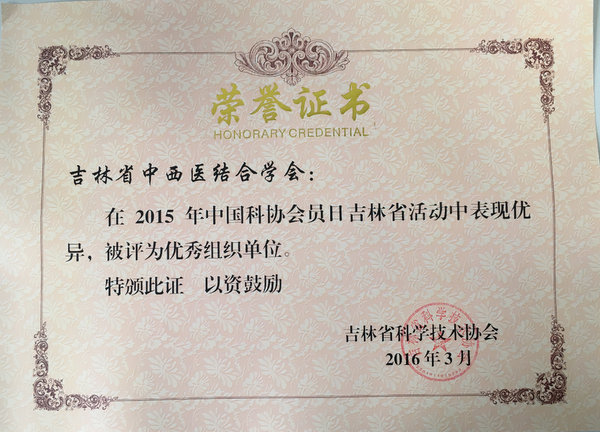 荣誉证书
HONORARY CREDENTIAL
吉林省中西医结合学会：
在 2015 年中国科协会员日吉林省活动中表现优
异，被评为优秀组织单位。
特颁此证 以资鼓励
吉林省科学技术协会
2016 年 3 月